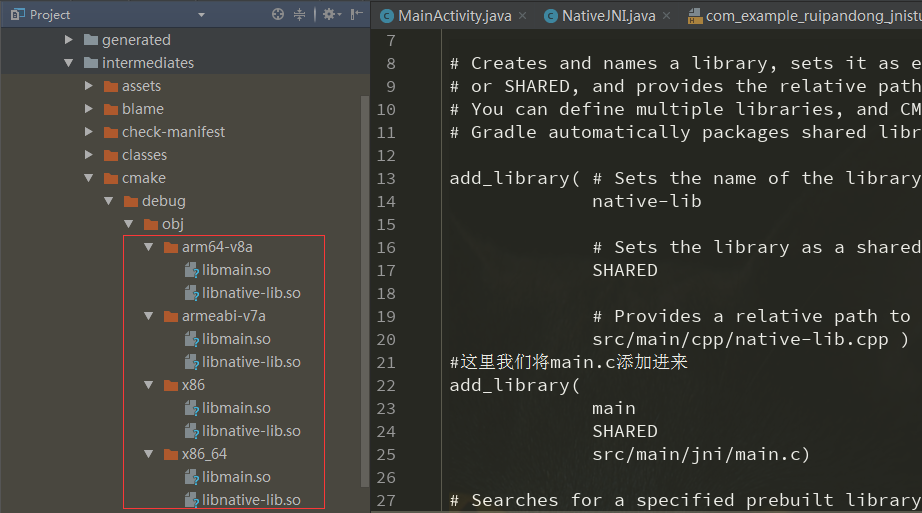 Project
generated
intermediates
assets
blame
check-manifest
classes
cmake
debug
obj
arm64-v8a
libmain.so
libnative-lib.so
armeabi-v7a
libmain.so
libnative-lib.so
x86
libmain.so
libnative-lib.so
x86_64
libmain.so
libnative-lib.so
MainActivity.java × NativeJNI.java × com_example_ruipandong_jnistu
7
8 # Creates and names a library, sets it as e
9 # or SHARED, and provides the relative path
10 # You can define multiple libraries, and CM
11 # Gradle automatically packages shared libr
12
13 add_library( # Sets the name of the library
14 native-lib
15
16 # Sets the library as a shared
17 SHARED
18
19 # Provides a relative path to
20 src/main/cpp/native-lib.cpp )
21 #这里我们将main.c添加进来
22 add_library(
23 main
24 SHARED
25 src/main/jni/main.c)
26
27 # Searches for a specified prebuilt library